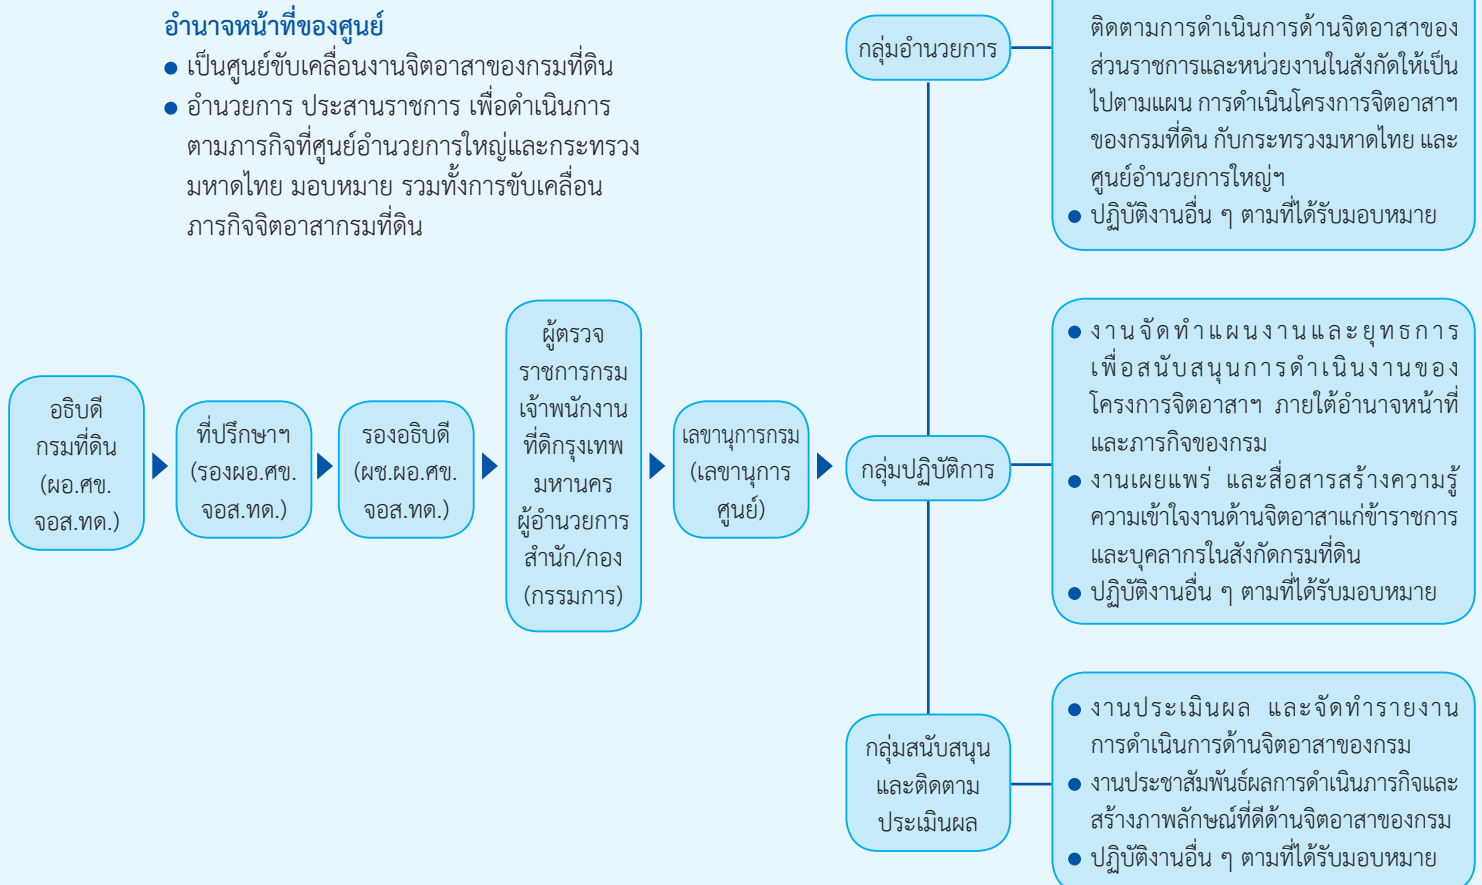 อำนาจหน้าที่ของศูนย์
● เป็นศูนย์ขับเคลื่อนงานจิตอาสาของกรมที่ดิน
● อำนวยการ ประสานราชการ เพื่อดำเนินการ
ตามภารกิจที่ศูนย์อำนวยการใหญ่และกระทรวง
มหาดไทย มอบหมาย รวมทั้งการขับเคลื่อน
ภารกิจจิตอาสากรมที่ดิน
อธิบดี
กรมที่ดิน
(ผอ.ศข.
จอส.ทด.)
ที่ปรึกษาฯ
(รองผอ.ศข.
จอส.ทด.)
รองอธิบดี
(ผช.ผอ.ศข.
จอส.ทด.)
ผู้ตรวจ
ราชการกรม
เจ้าพนักงาน
ที่ดิกรุงเทพ
มหานคร
ผู้อำนวยการ
สำนัก/กอง
(กรรมการ)
เลขานุการกรม
(เลขานุการ
ศูนย์)
กลุ่มอำนวยการ
ติดตามการดำเนินการด้านจิตอาสาของ
ส่วนราชการและหน่วยงานในสังกัดให้เป็น
ไปตามแผน การดำเนินโครงการจิตอาสาฯ
ของกรมที่ดิน กับกระทรวงมหาดไทย และ
ศูนย์อำนวยการใหญ่ฯ
● ปฏิบัติงานอื่น ๆ ตามที่ได้รับมอบหมาย
กลุ่มปฏิบัติการ
● งานจัดทำแผนงานและยุทธการ
เพื่อสนับสนุนการดำเนินงานของ
โครงการจิตอาสาฯ ภายใต้อำนาจหน้าที่
และภารกิจของกรม
● งานเผยแพร่ และสื่อสารสร้างความรู้
ความเข้าใจงานด้านจิตอาสาแก่ข้าราชการ
และบุคลากรในสังกัดกรมที่ดิน
● ปฏิบัติงานอื่น ๆ ตามที่ได้รับมอบหมาย
กลุ่มสนับสนุน
และติดตาม
ประเมินผล
● งานประเมินผล และจัดทำรายงาน
การดำเนินการด้านจิตอาสาของกรม
● งานประชาสัมพันธ์ผลการดำเนินภารกิจและ
สร้างภาพลักษณ์ที่ดีด้านจิตอาสาของกรม
● ปฏิบัติงานอื่น ๆ ตามที่ได้รับมอบหมาย